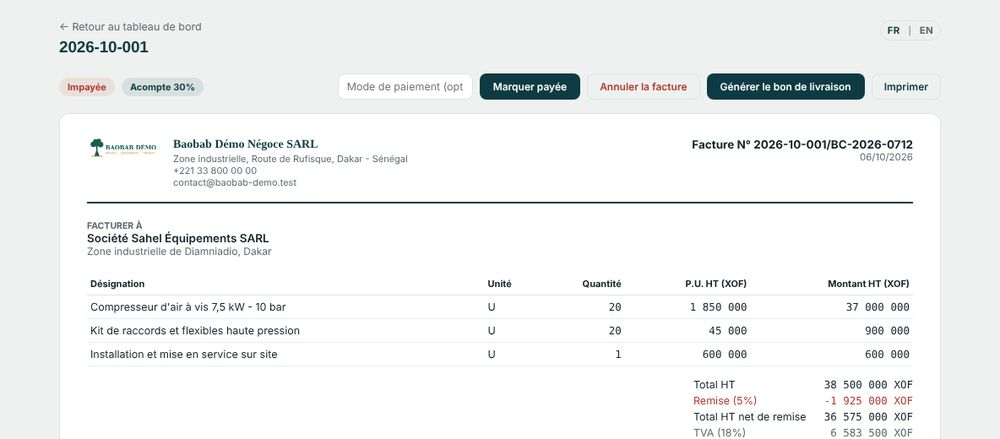 ← Retour au tableau de bord
2026-10-001
FR | EN
Impayée Acompte 30% Mode de paiement (opt Marquer payée Annuler la facture Générer le bon de livraison Imprimer
BAOBAB DÉMO
Baobab Démo Négoce SARL
Zone industrielle, Route de Rufisque, Dakar - Sénégal
+221 33 800 00 00
contact@baobab-demo.test
Facture N° 2026-10-001/BC-2026-0712
06/10/2026
FACTURER À
Société Sahel Équipements SARL
Zone industrielle de Diamniadio, Dakar
Désignation Unité Quantité P.U. HT (XOF) Montant HT (XOF)
Compresseur d'air à vis 7,5 kW - 10 bar U 20 1 850 000 37 000 000
Kit de raccords et flexibles haute pression U 20 45 000 900 000
Installation et mise en service sur site U 1 600 000 600 000
Total HT 38 500 000 XOF
Remise (5%) -1 925 000 XOF
Total HT net de remise 36 575 000 XOF
TVA (18%) 6 583 500 XOF